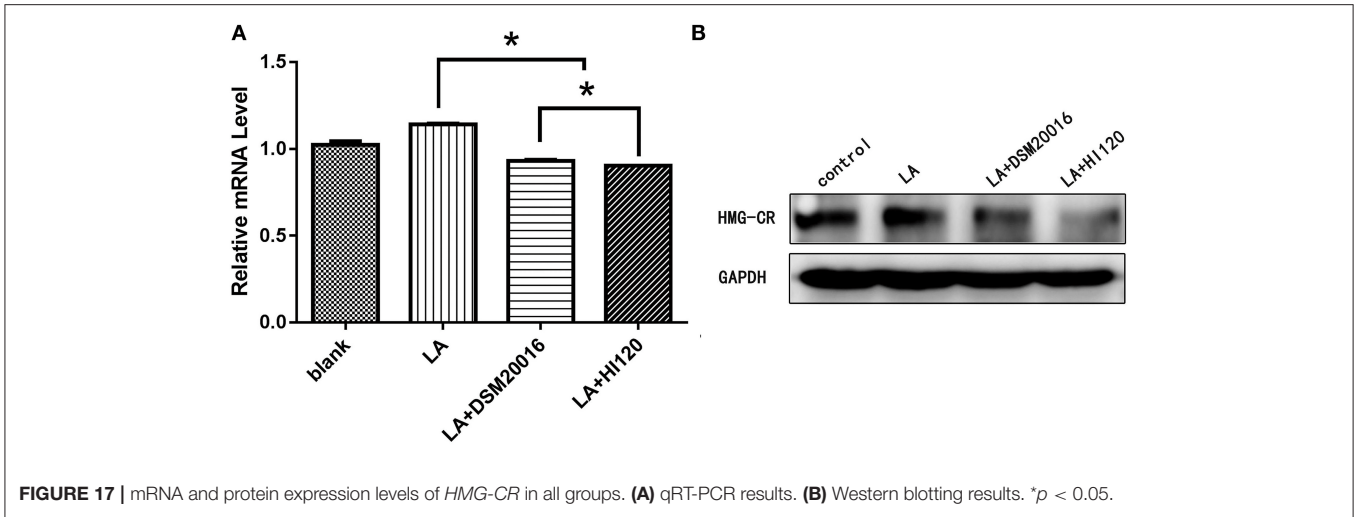 A
*
*
1.5
1.0
0.5
0.0
Relative mRNA Level
blank
LA
LA+DSM20016
LA+HI120
B
control
LA
LA+DSM20016
LA+HI120
HMG-CR
GAPDH
FIGURE 17 | mRNA and protein expression levels of HMG-CR in all groups. (A) qRT-PCR results. (B) Western blotting results. *p < 0.05.